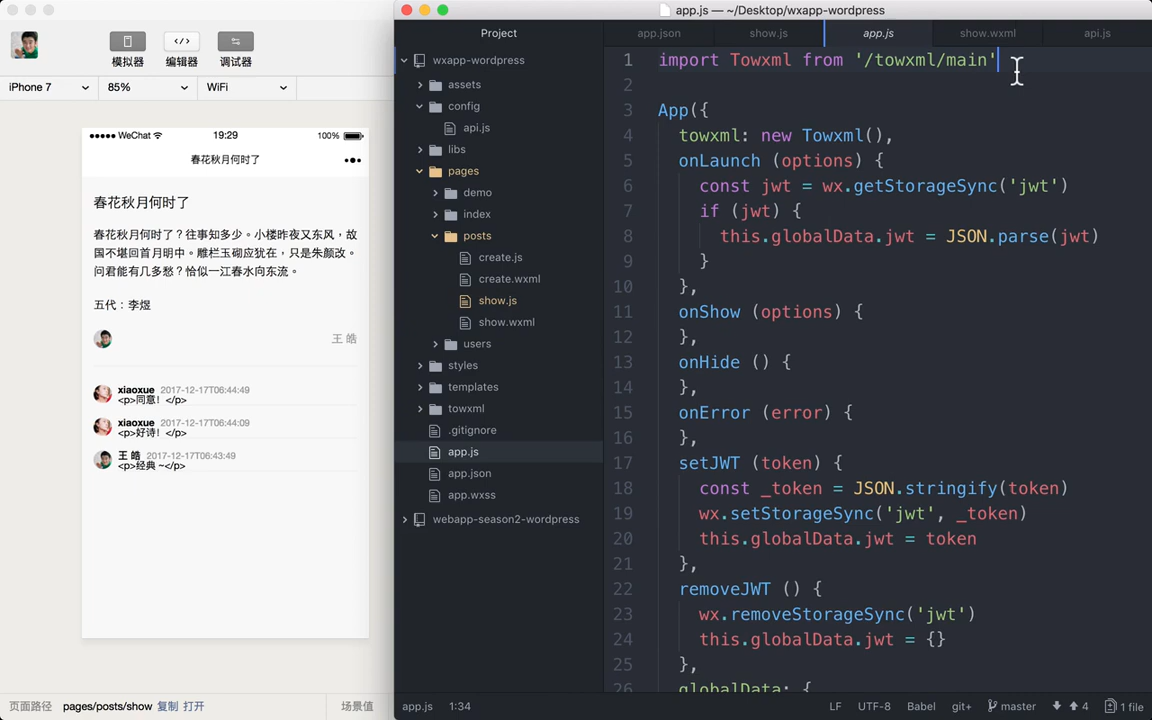 模拟器
编辑器
调试器
iPhone 7
85%
WiFi
WeChat
19:29
100%
春花秋月何时了
春花秋月何时了
春花秋月何时了？往事知多少。小楼昨夜又东风，故
国不堪回首月明中。雕栏玉砌应犹在，只是朱颜改。
问君能有几多愁？恰似一江春水向东流。
五代：李煜
王 皓
xiaoxue 2017-12-17T06:44:49
<p>同意！</p>
xiaoxue 2017-12-17T06:44:09
<p>好诗！</p>
王 皓 2017-12-17T06:43:49
<p>经典 ~</p>
页面路径 pages/posts/show 复制 打开
场景值
app.js — ~/Desktop/wxapp-wordpress
Project
wxapp-wordpress
assets
config
api.js
libs
pages
demo
index
posts
create.js
create.wxml
show.js
show.wxml
users
styles
templates
towxml
.gitignore
app.js
app.json
app.wxss
webapp-season2-wordpress
app.json
show.js
app.js
show.wxml
api.js
1 import Towxml from '/towxml/main'
2
3 App({
4 towxml: new Towxml(),
5 onLaunch (options) {
6 const jwt = wx.getStorageSync('jwt')
7 if (jwt) {
8 this.globalData.jwt = JSON.parse(jwt)
9 }
10 },
11 onShow (options) {
12 },
13 onHide () {
14 },
15 onError (error) {
16 },
17 setJWT (token) {
18 const _token = JSON.stringify(token)
19 wx.setStorageSync('jwt', _token)
20 this.globalData.jwt = token
21 },
22 removeJWT () {
23 wx.removeStorageSync('jwt')
24 this.globalData.jwt = {}
25 },
26 globalData: {
app.js 1:34
LF UTF-8 Babel git+ master 4 1 file